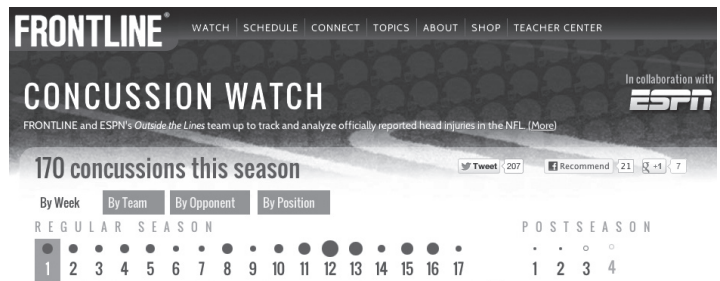 FRONTLINE®
WATCH SCHEDULE CONNECT TOPICS ABOUT SHOP TEACHER CENTER
In collaboration with
CONCUSSION WATCH
ESPN
FRONTLINE and ESPN's Outside the Lines team up to track and analyze officially reported head injuries in the NFL. (More)
170 concussions this season
Tweet 207 Recommend 21 +1 7
By Week By Team By Opponent By Position
REGULAR SEASON POSTSEASON
1 2 3 4 5 6 7 8 9 10 11 12 13 14 15 16 17 1 2 3 4